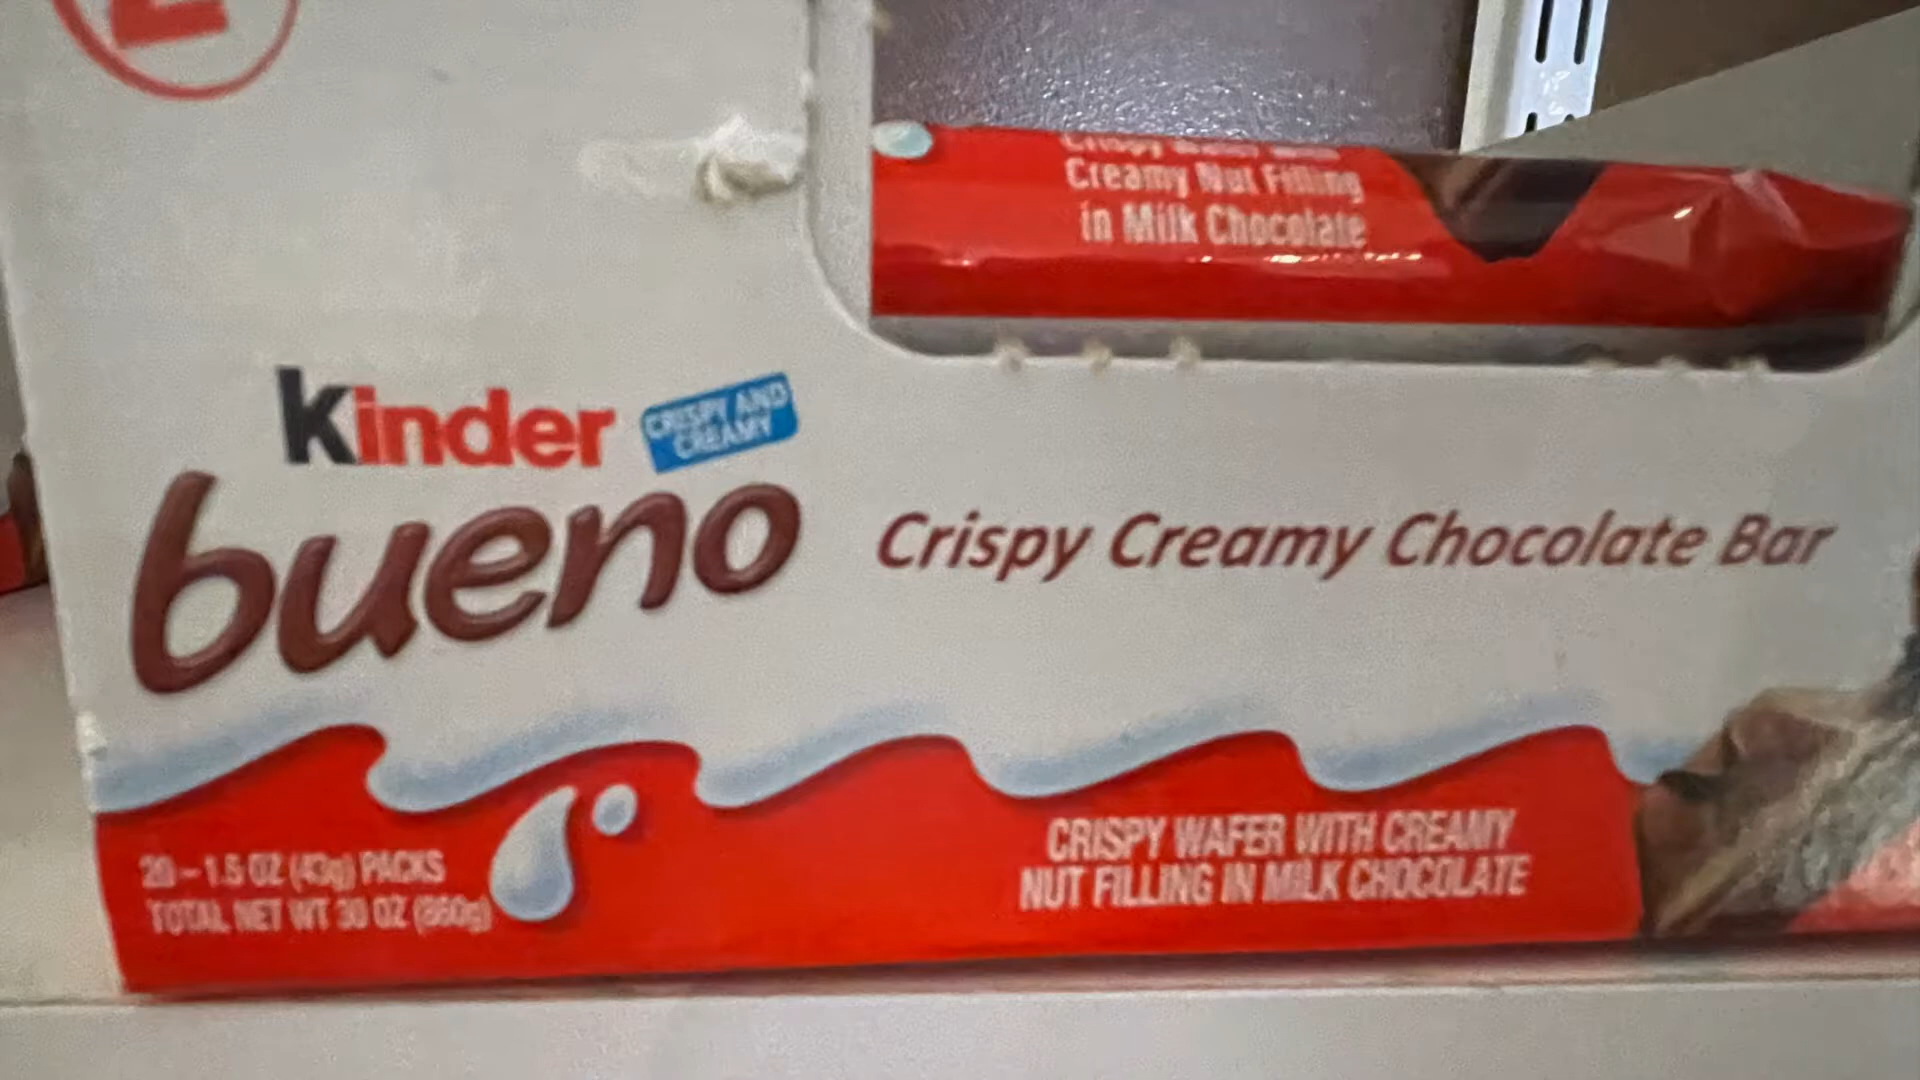 Creamy Nut Filling
in Milk Chocolate
kinder
CRISPY AND
CREAMY
bueno
Crispy Creamy Chocolate Bar
20-1.5 OZ (43g) PACKS
TOTAL NET WT 30 OZ (860g)
CRISPY WAFER WITH CREAMY
NUT FILLING IN MILK CHOCOLATE